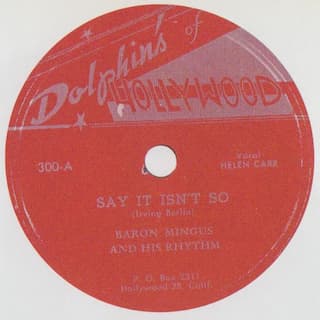 Dolphins' of
HOLLYWOOD
300-A
Vocal
HELEN CARR
SAY IT ISN'T SO
(Irving Berlin)
BARON MINGUS
AND HIS RHYTHM
P. O. Box 2311
Hollywood 28, Calif.